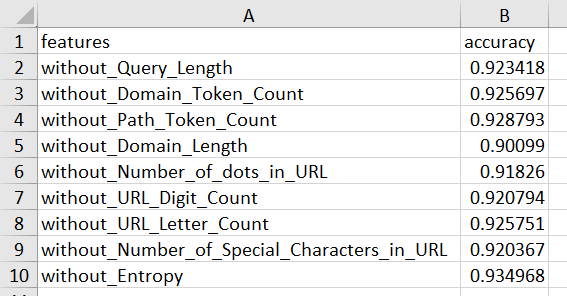 A B
1 features accuracy
2 without_Query_Length 0.923418
3 without_Domain_Token_Count 0.925697
4 without_Path_Token_Count 0.928793
5 without_Domain_Length 0.90099
6 without_Number_of_dots_in_URL 0.91826
7 without_URL_Digit_Count 0.920794
8 without_URL_Letter_Count 0.925751
9 without_Number_of_Special_Characters_in_URL 0.920367
10 without_Entropy 0.934968